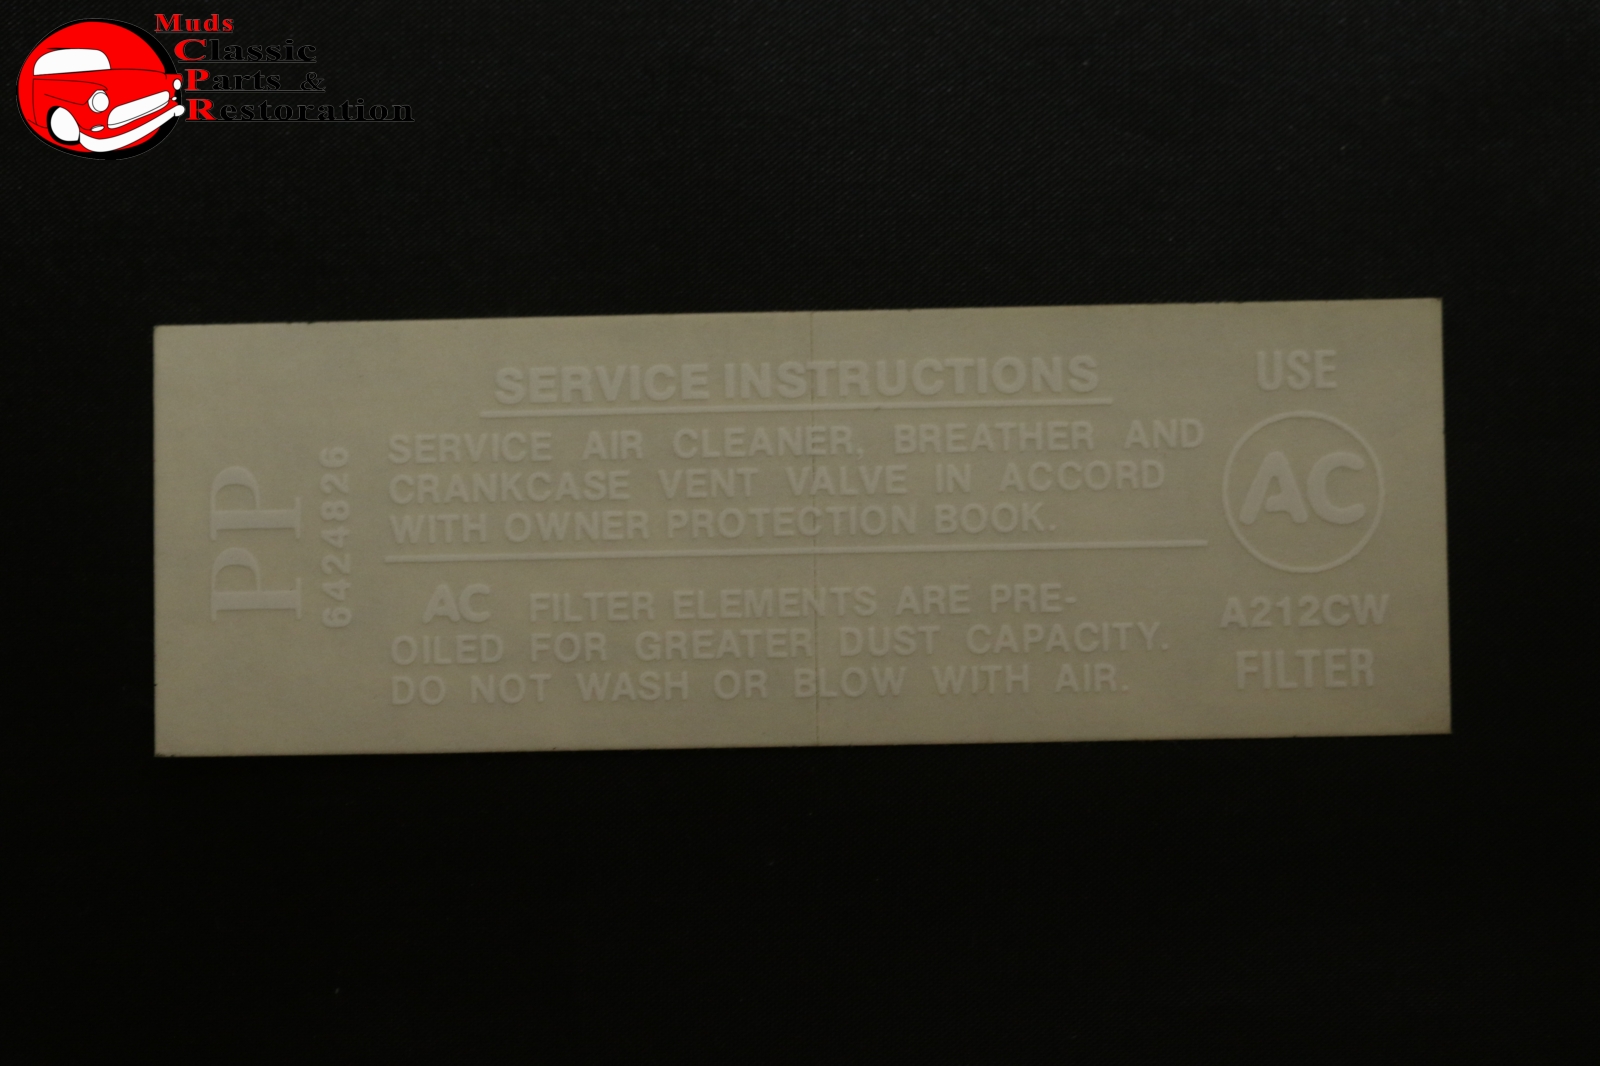 Muds
Classic
Parts &
Restoration
PP
6424826
SERVICE INSTRUCTIONS
SERVICE AIR CLEANER, BREATHER AND
CRANKCASE VENT VALVE IN ACCORD
WITH OWNER PROTECTION BOOK.
AC FILTER ELEMENTS ARE PRE-
OILED FOR GREATER DUST CAPACITY.
DO NOT WASH OR BLOW WITH AIR.
USE
AC
A212CW
FILTER